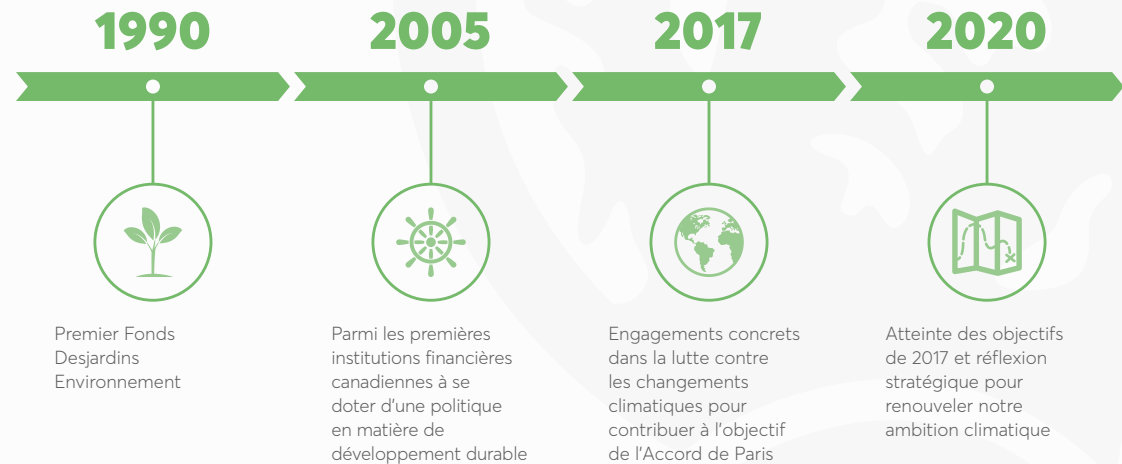 1990
Premier Fonds
Desjardins
Environnement
2005
Parmi les premières
institutions financières
canadiennes à se
doter d'une politique
en matière de
développement durable
2017
Engagements concrets
dans la lutte contre
les changements
climatiques pour
contribuer à l'objectif
de l'Accord de Paris
2020
Atteinte des objectifs
de 2017 et réflexion
stratégique pour
renouveler notre
ambition climatique